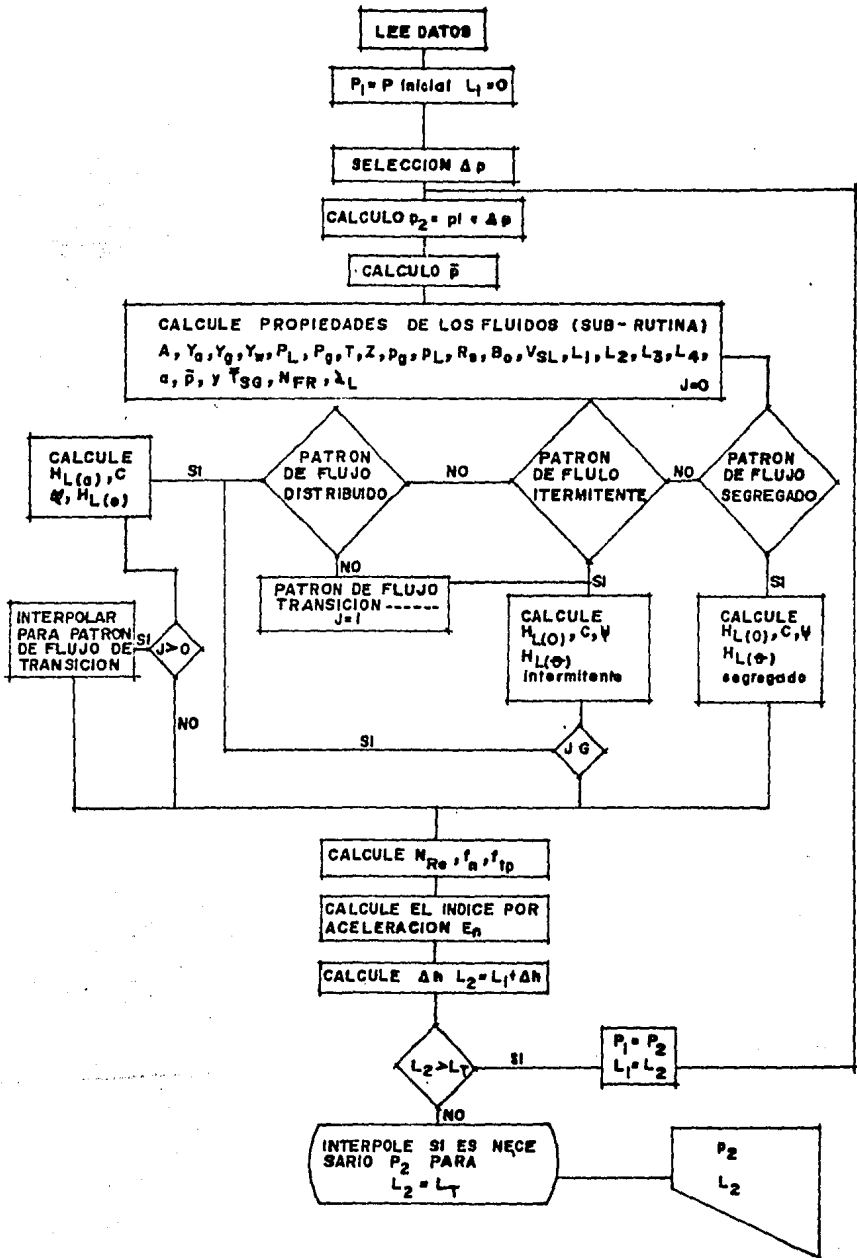 LEE DATOS
P1 = P inicial L1 = 0
SELECCION Δp
CALCULO p2 = p1 + Δp
CALCULO p̄
CALCULE PROPIEDADES DE LOS FLUIDOS (SUB-RUTINA)
A, Yo, Yg, Yw, PL, Pg, T, Z, pg, pL, Rs, Bo, VSL, L1, L2, L3, L4,
a, p̄, y T̄SG, NFR, λL
J=0
CALCULE
HL(o), C
Ψ, HL(o)
SI
PATRON
DE FLUJO
DISTRIBUIDO
NO
PATRON
DE FLULO
ITERMITENTE
NO
PATRON
DE FLUJO
SEGREGADO
NO
SI
SI
PATRON DE FLUJO
TRANSICION ------
J=1
INTERPOLAR
PARA PATRON
DE FLUJO DE
TRANSICION
SI
J>0
NO
CALCULE
HL(O), C, Ψ
HL(θ)
intermitente
CALCULE
HL(O), C, Ψ
HL(θ)
segregado
SI
J G
CALCULE NRe, fn, ftp
CALCULE EL INDICE POR
ACELERACION En
CALCULE Δh L2=L1+Δh
L2>LT
SI
P1 = P2
L1 = L2
NO
INTERPOLE SI ES NECE
SARIO P2 PARA
L2 = LT
p2
L2